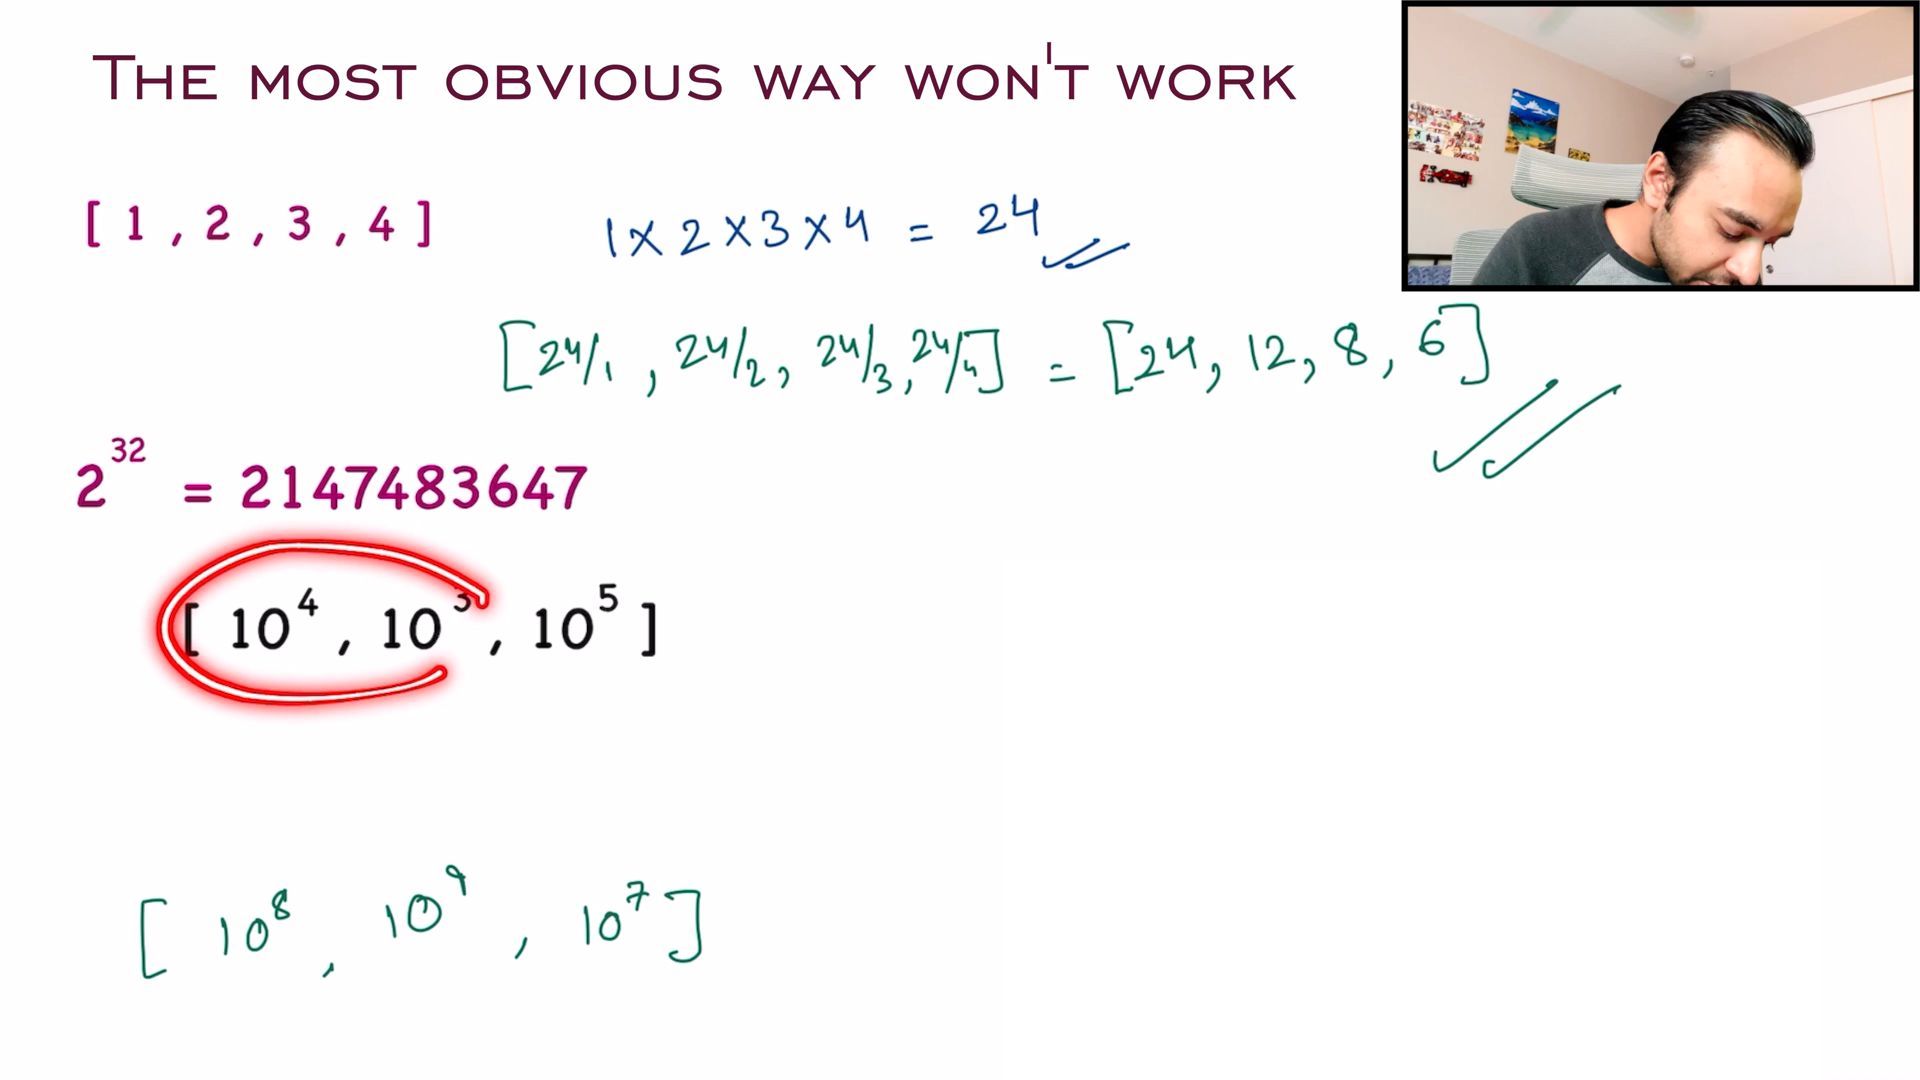 THE MOST OBVIOUS WAY WON'T WORK
[ 1 , 2 , 3 , 4 ]
1 x 2 x 3 x 4 = 24
[24/1 , 24/2, 24/3, 24/4] = [24, 12, 8, 6]
2^32 = 2147483647
[ 10^4 , 10^3 , 10^5 ]
[ 10^8 , 10^9 , 10^7 ]